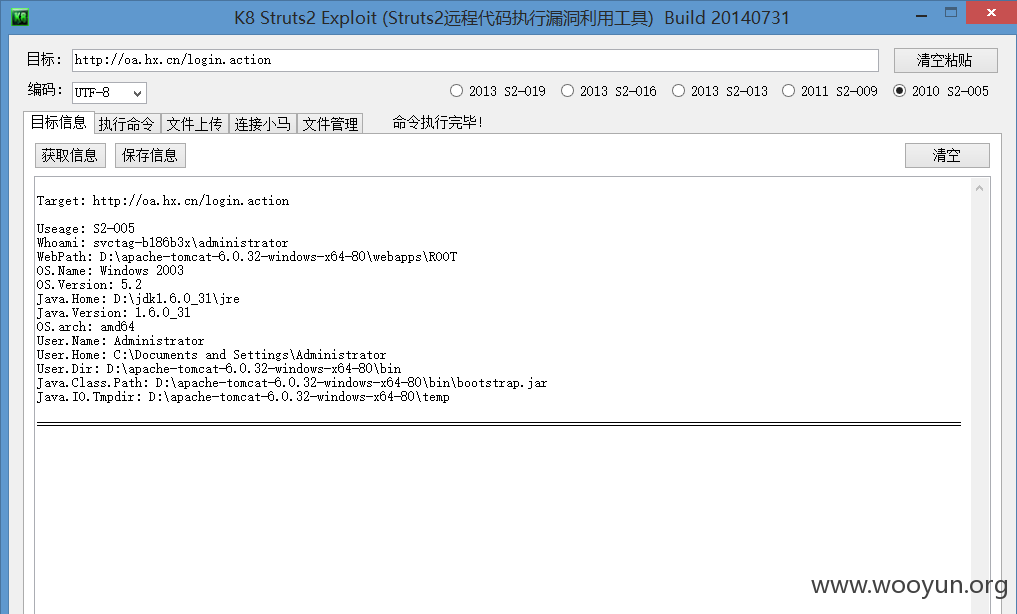 K8 Struts2 Exploit (Struts2远程代码执行漏洞利用工具) Build 20140731
目标: http://oa.hx.cn/login.action 清空粘贴
编码: UTF-8 2013 S2-019 2013 S2-016 2013 S2-013 2011 S2-009 2010 S2-005
目标信息 执行命令 文件上传 连接小马 文件管理 命令执行完毕!
获取信息 保存信息 清空
Target: http://oa.hx.cn/login.action
Useage: S2-005
Whoami: svctag-b186b3x\administrator
WebPath: D:\apache-tomcat-6.0.32-windows-x64-80\webapps\ROOT
OS.Name: Windows 2003
OS.Version: 5.2
Java.Home: D:\jdk1.6.0_31\jre
Java.Version: 1.6.0_31
OS.arch: amd64
User.Name: Administrator
User.Home: C:\Documents and Settings\Administrator
User.Dir: D:\apache-tomcat-6.0.32-windows-x64-80\bin
Java.Class.Path: D:\apache-tomcat-6.0.32-windows-x64-80\bin\bootstrap.jar
Java.IO.Tmpdir: D:\apache-tomcat-6.0.32-windows-x64-80\temp
www.wooyun.org